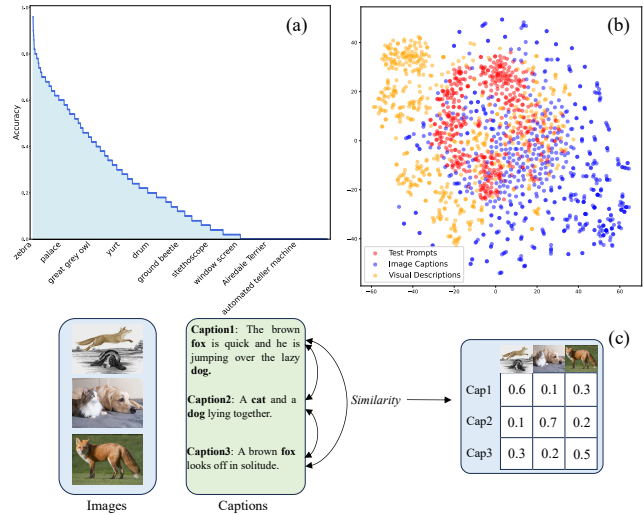 (a)
1.0
0.8
0.6
0.4
0.2
0.0
Accuracy
zebra
palace
great grey owl
yurt
drum
ground beetle
stethoscope
window screen
Airedale Terrier
automated teller machine
(b)
40
20
0
−20
−40
−60
−40
−20
0
20
40
60
Test Prompts
Image Captions
Visual Descriptions
Caption1: The brown
fox is quick and he is
jumping over the lazy
dog.
Caption2: A cat and a
dog lying together.
Caption3: A brown fox
looks off in solitude.
Images
Captions
Similarity
(c)
Cap1 0.6 0.1 0.3
Cap2 0.1 0.7 0.2
Cap3 0.3 0.2 0.5